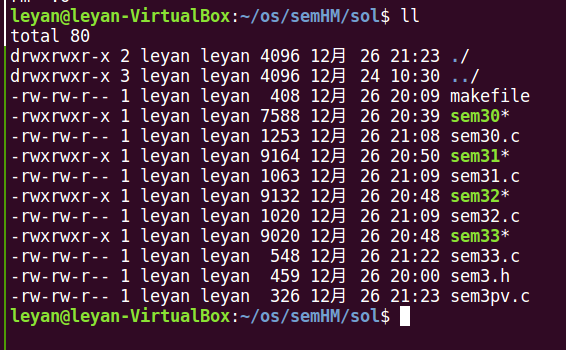 leyan@leyan-VirtualBox:~/os/semHM/sol$ ll
total 80
drwxrwxr-x 2 leyan leyan 4096 12月 26 21:23 ./
drwxrwxr-x 3 leyan leyan 4096 12月 24 10:30 ../
-rw-rw-r-- 1 leyan leyan 408 12月 26 20:09 makefile
-rwxrwxr-x 1 leyan leyan 7588 12月 26 20:39 sem30*
-rw-rw-r-- 1 leyan leyan 1253 12月 26 21:08 sem30.c
-rwxrwxr-x 1 leyan leyan 9164 12月 26 20:50 sem31*
-rw-rw-r-- 1 leyan leyan 1063 12月 26 21:09 sem31.c
-rwxrwxr-x 1 leyan leyan 9132 12月 26 20:48 sem32*
-rw-rw-r-- 1 leyan leyan 1020 12月 26 21:09 sem32.c
-rwxrwxr-x 1 leyan leyan 9020 12月 26 20:48 sem33*
-rw-rw-r-- 1 leyan leyan 548 12月 26 21:22 sem33.c
-rw-rw-r-- 1 leyan leyan 459 12月 26 20:00 sem3.h
-rw-rw-r-- 1 leyan leyan 326 12月 26 21:23 sem3pv.c
leyan@leyan-VirtualBox:~/os/semHM/sol$